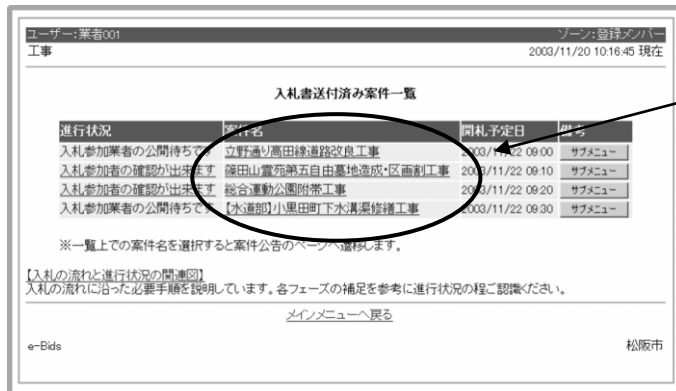 ユーザー:業者001 ゾーン:登録メンバー
工事 2003/11/20 10:16:45 現在
入札書送付済み案件一覧
進行状況 案件名 開札予定日 備考
入札参加業者の公開待ちです 立野通り高田線道路改良工事 2003/11/22 09:00 サブメニュー
入札参加者の確認が出来ます 篠田山霊苑第五自由墓地造成・区画割工事 2003/11/22 09:10 サブメニュー
入札参加者の確認が出来ます 総合運動公園附帯工事 2003/11/22 09:20 サブメニュー
入札参加業者の公開待ちです 【水道部】小黒田町下水溝渠修繕工事 2003/11/22 09:30 サブメニュー
※一覧上での案件名を選択すると案件公告のページへ遷移します。
【入札の流れと進行状況の関連図】
入札の流れに沿った必要手順を説明しています。各フェーズの補足を参考に進行状況の程ご認識ください。
メインメニューへ戻る
e-Bids 松阪市